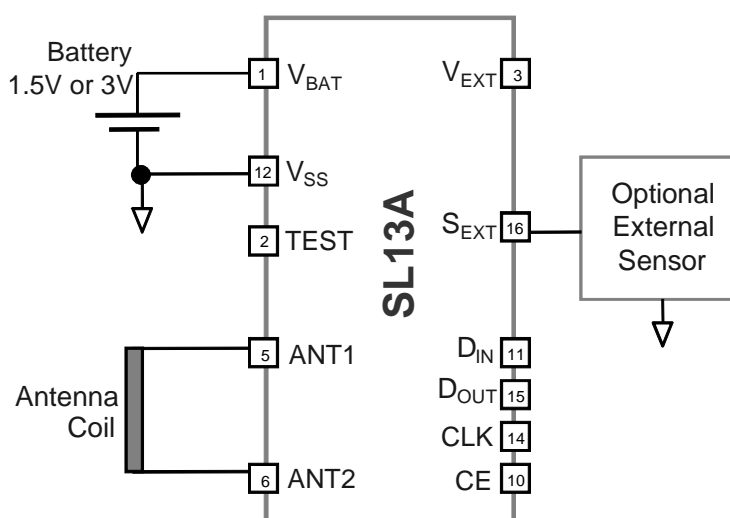 Battery
1.5V or 3V
1
VBAT
VEXT
3
12
VSS
2
TEST
SL13A
SEXT
16
Optional
External
Sensor
5
ANT1
DIN
11
DOUT
15
Antenna
Coil
CLK
14
6
ANT2
CE
10